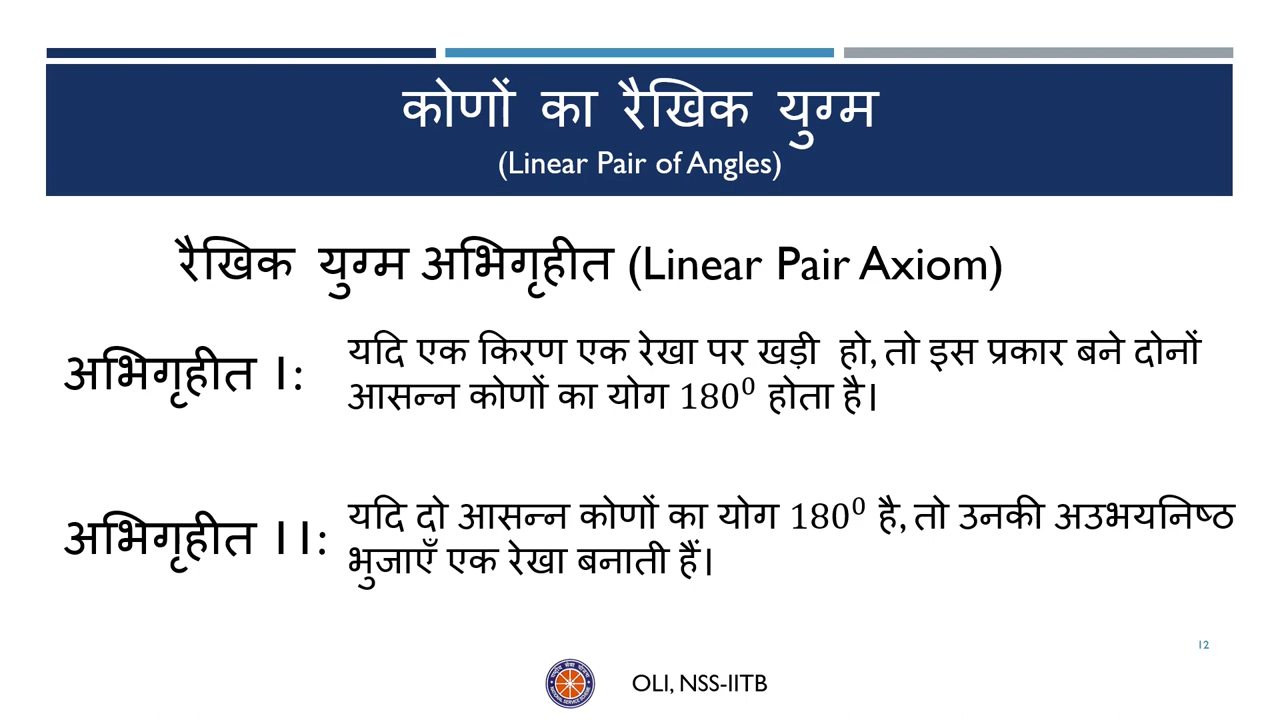 कोणों का रैखिक युग्म
(Linear Pair of Angles)
रैखिक युग्म अभिगृहीत (Linear Pair Axiom)
अभिगृहीत I:
यदि एक किरण एक रेखा पर खड़ी हो, तो इस प्रकार बने दोनों
आसन्न कोणों का योग 180⁰ होता है।
अभिगृहीत II:
यदि दो आसन्न कोणों का योग 180⁰ है, तो उनकी अउभयनिष्ठ
भुजाएँ एक रेखा बनाती हैं।
12
OLI, NSS-IITB